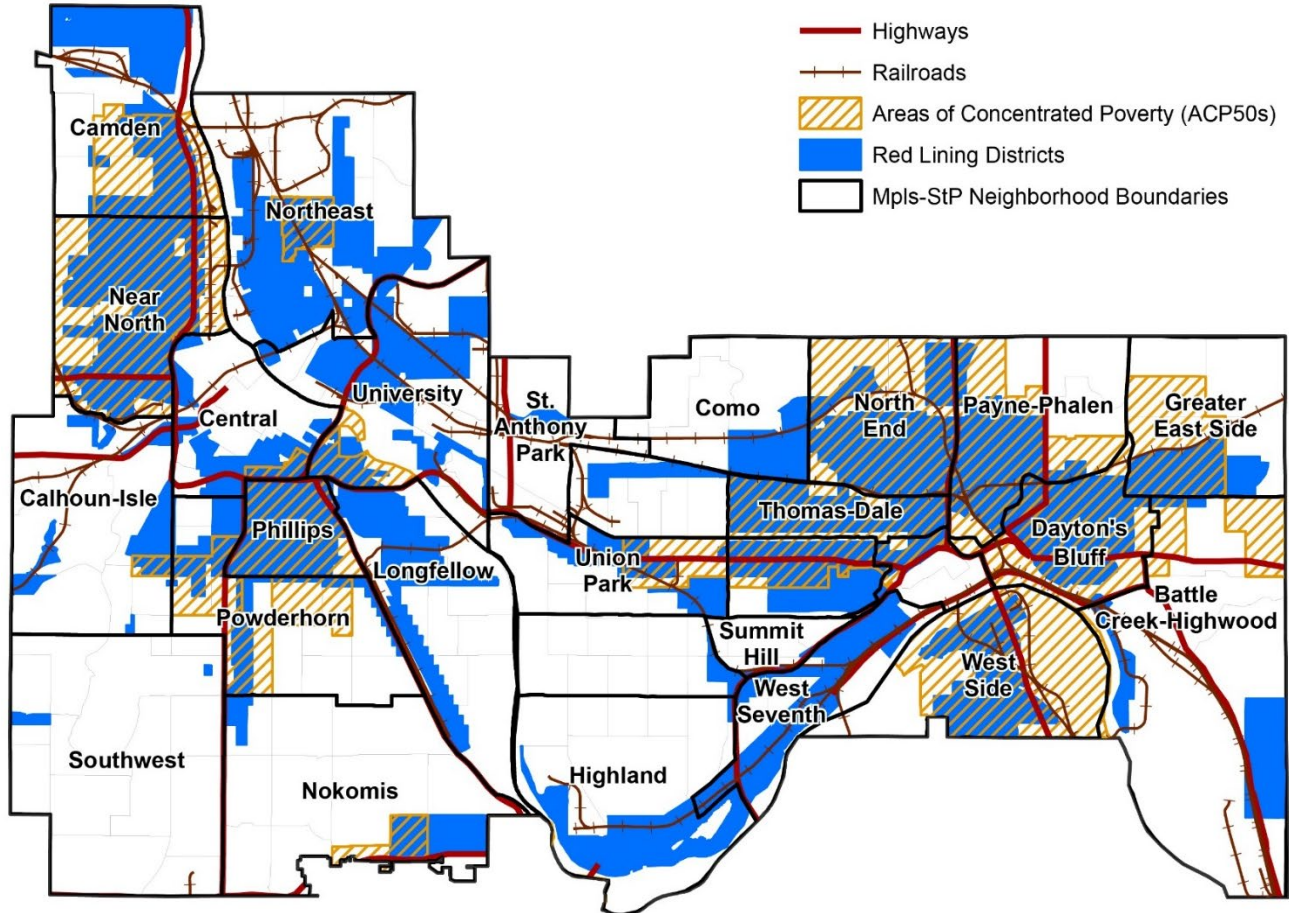 Highways
Railroads
Areas of Concentrated Poverty (ACP50s)
Red Lining Districts
Mpls-StP Neighborhood Boundaries
Camden
Northeast
Near
North
Central
University
St.
Anthony
Park
Como
North
End
Payne-Phalen
Greater
East Side
Calhoun-Isle
Phillips
Longfellow
Powderhorn
Union
Park
Thomas-Dale
Dayton's
Bluff
Battle
Creek-Highwood
Summit
Hill
West
Seventh
West
Side
Southwest
Nokomis
Highland